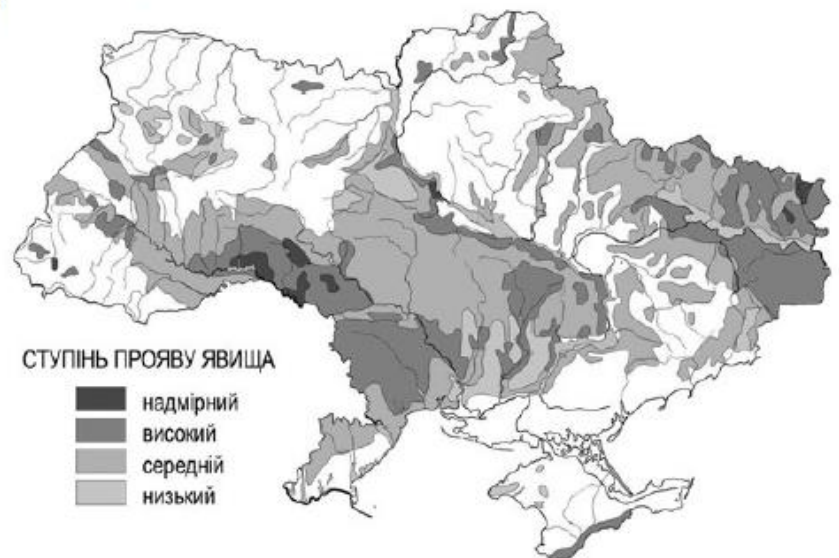 СТУПІНЬ ПРОЯВУ ЯВИЩА
надмірний
високий
середній
низький